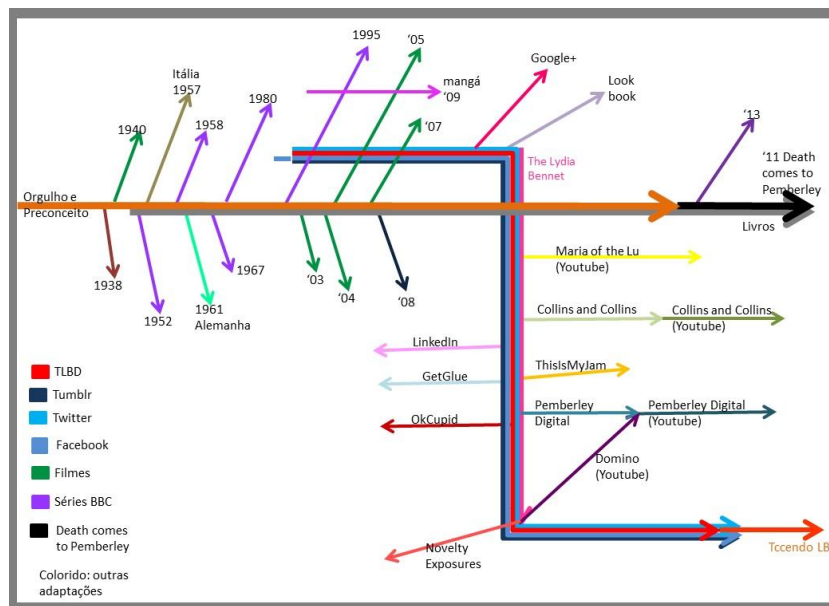 1995
'05
Itália
1957
1980
mangá
'09
Google+
Look
book
1940
1958
'07
'13
The Lydia
Bennet
'11 Death
comes to
Pemberley
Orgulho e
Preconceito
Livros
1938
1952
1961
Alemanha
1967
'03
'04
'08
Maria of the Lu
(Youtube)
Collins and Collins
Collins and Collins
(Youtube)
LinkedIn
GetGlue
OkCupid
ThisIsMyJam
Pemberley
Digital
Pemberley Digital
(Youtube)
Domino
(Youtube)
Novelty
Exposures
Tccendo LB
TLBD
Tumblr
Twitter
Facebook
Filmes
Séries BBC
Death comes
to Pemberley
Colorido: outras
adaptações